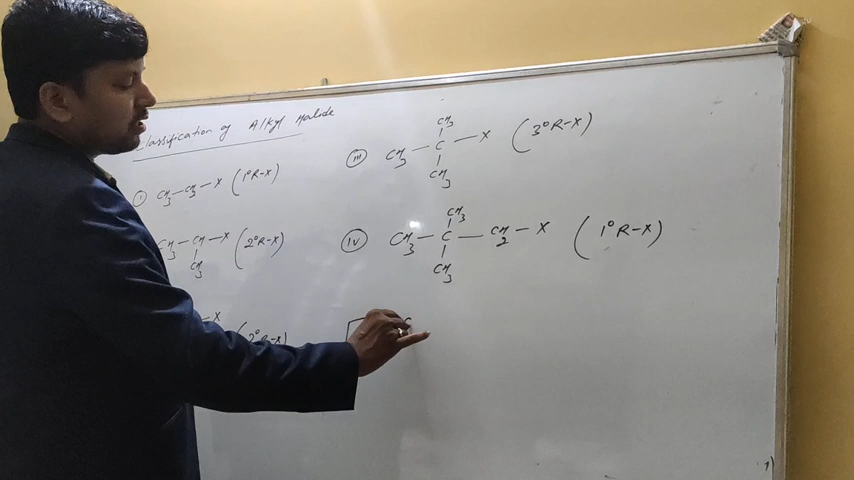 Classification of Alkyl Halide
I CH3-CH2-X (1° R-X)
CH3-CH-X (2° R-X)
CH3
-X (2° R-X)
CH3
III CH3-C-X (3° R-X)
CH3
CH3
IV CH3-C-CH2-X (1° R-X)
CH3